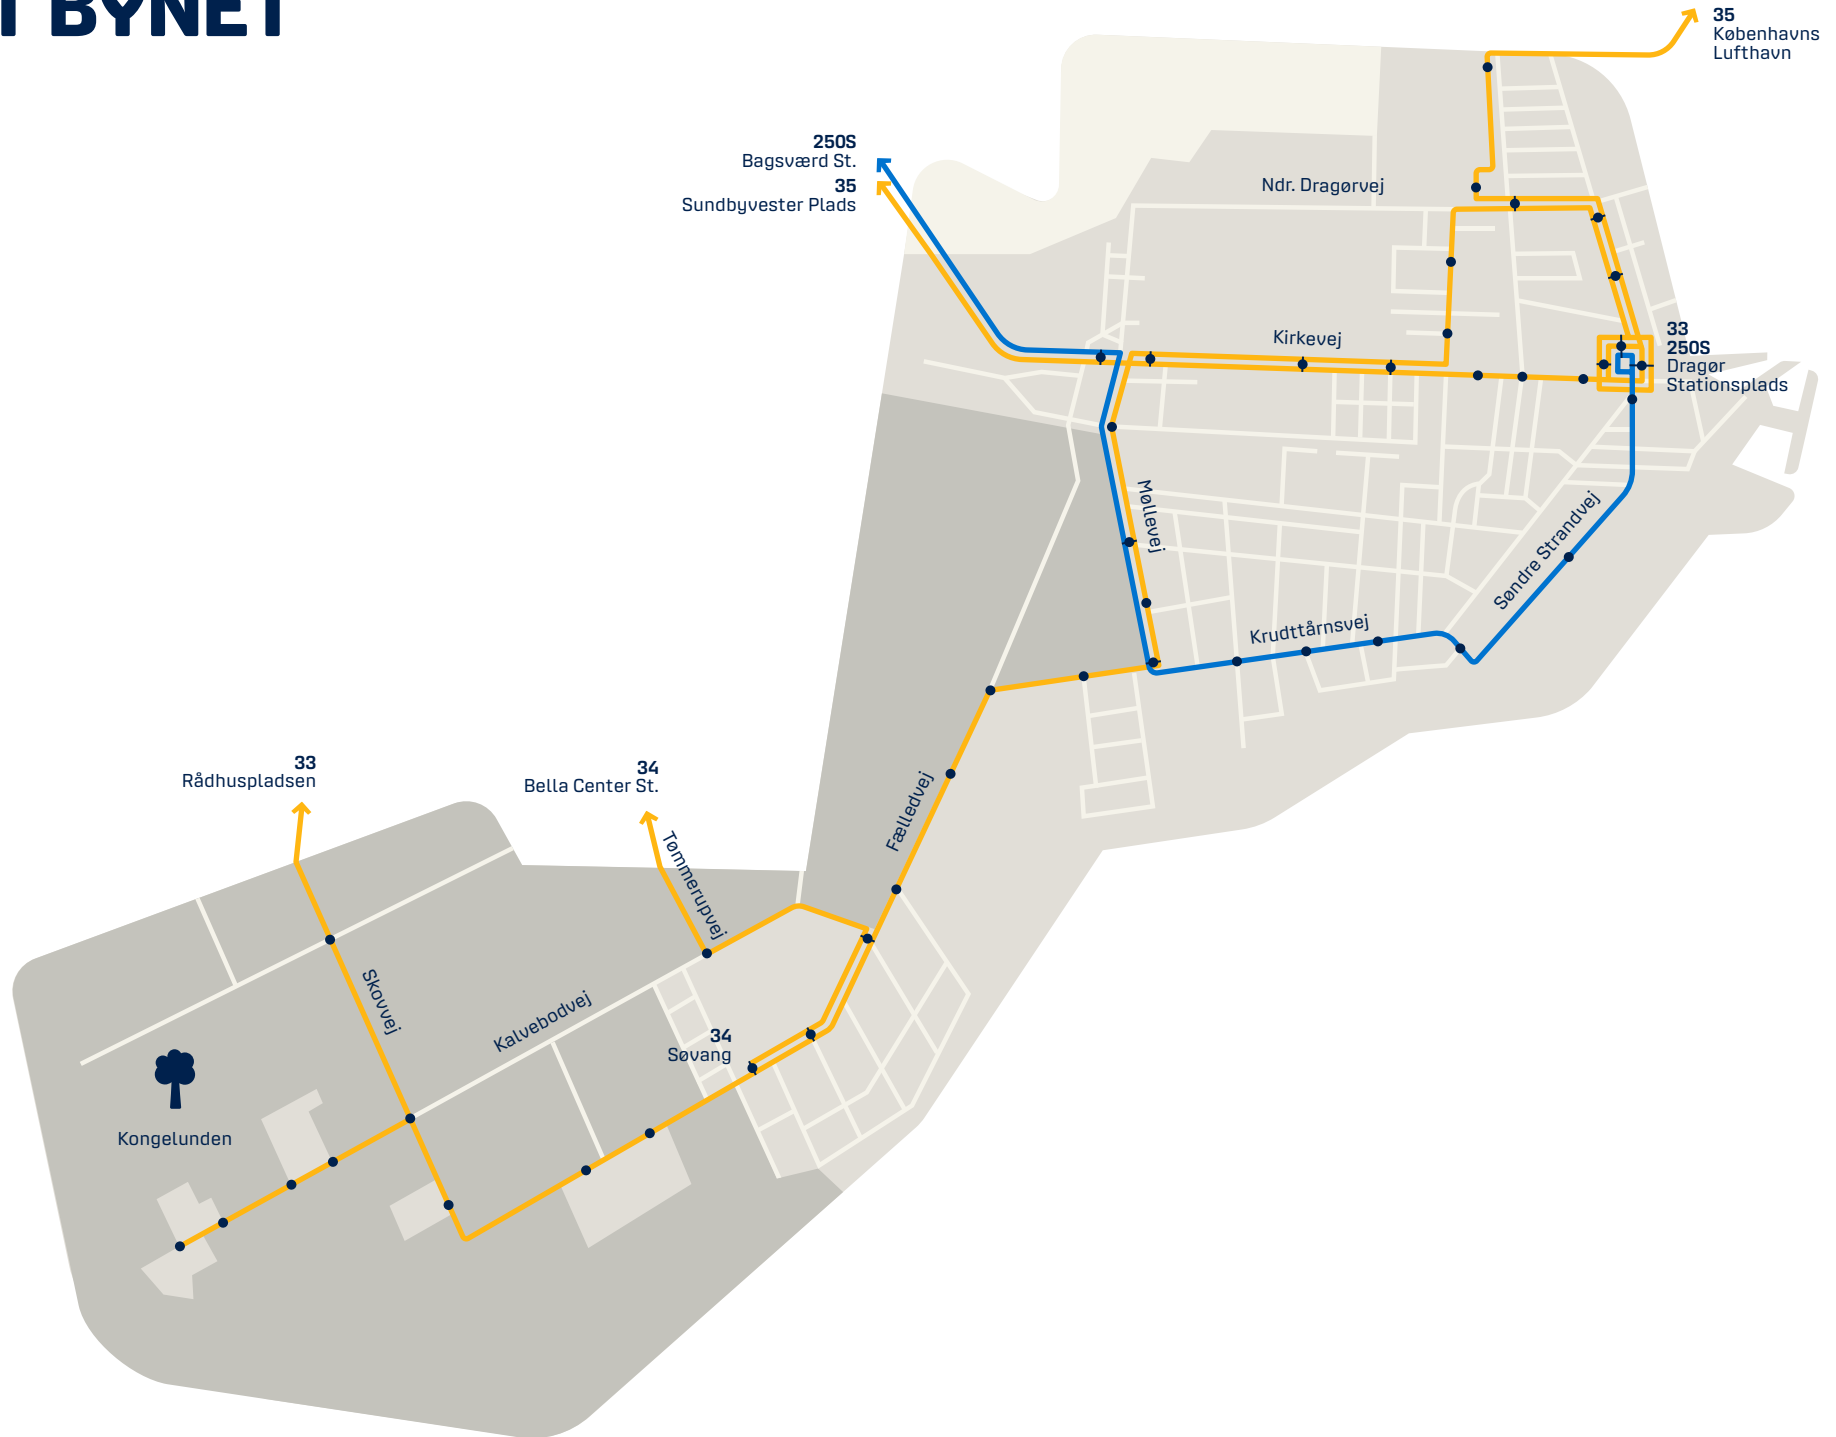 T BYNET
35
Københavns
Lufthavn
250S
Bagsværd St.
35
Sundbyvester Plads
Ndr. Dragørvej
Kirkevej
33
250S
Dragør
Stationsplads
Møllevej
Søndre Strandvej
Krudttårnsvej
33
Rådhuspladsen
34
Bella Center St.
Tømmerupvej
Fælledvej
Skovvej
Kalvebodvej
34
Søvang
Kongelunden